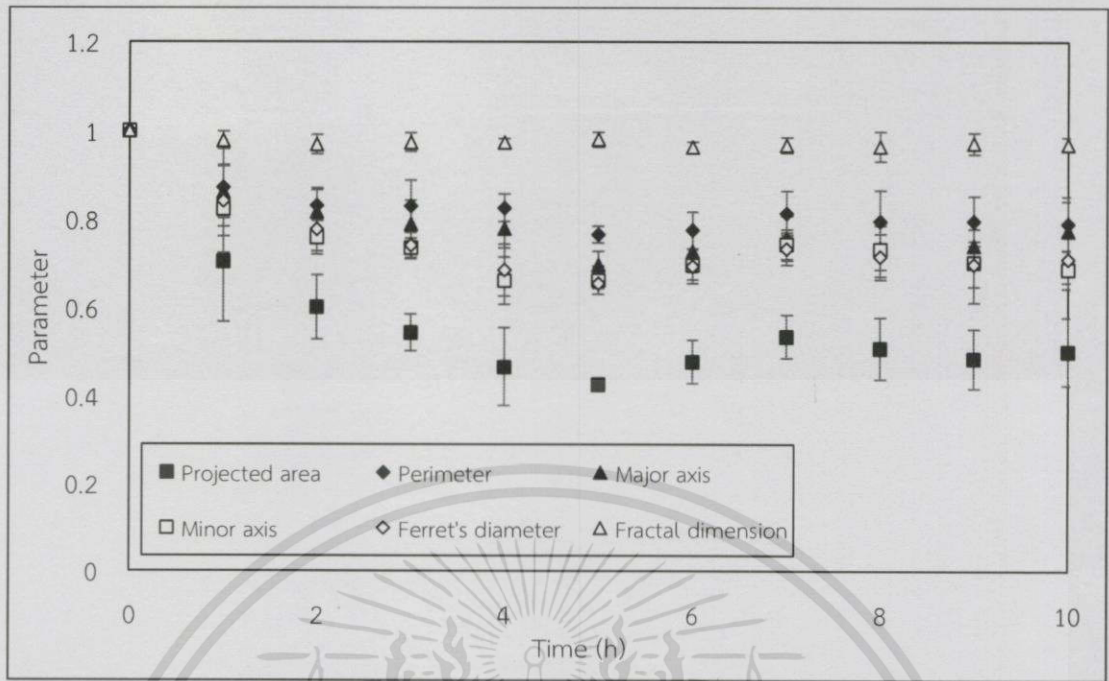 1.2
1
0.8
0.6
0.4
0.2
0
Parameter
Projected area Perimeter Major axis
Minor axis Ferret's diameter Fractal dimension
0 2 4 6 8 10
Time (h)